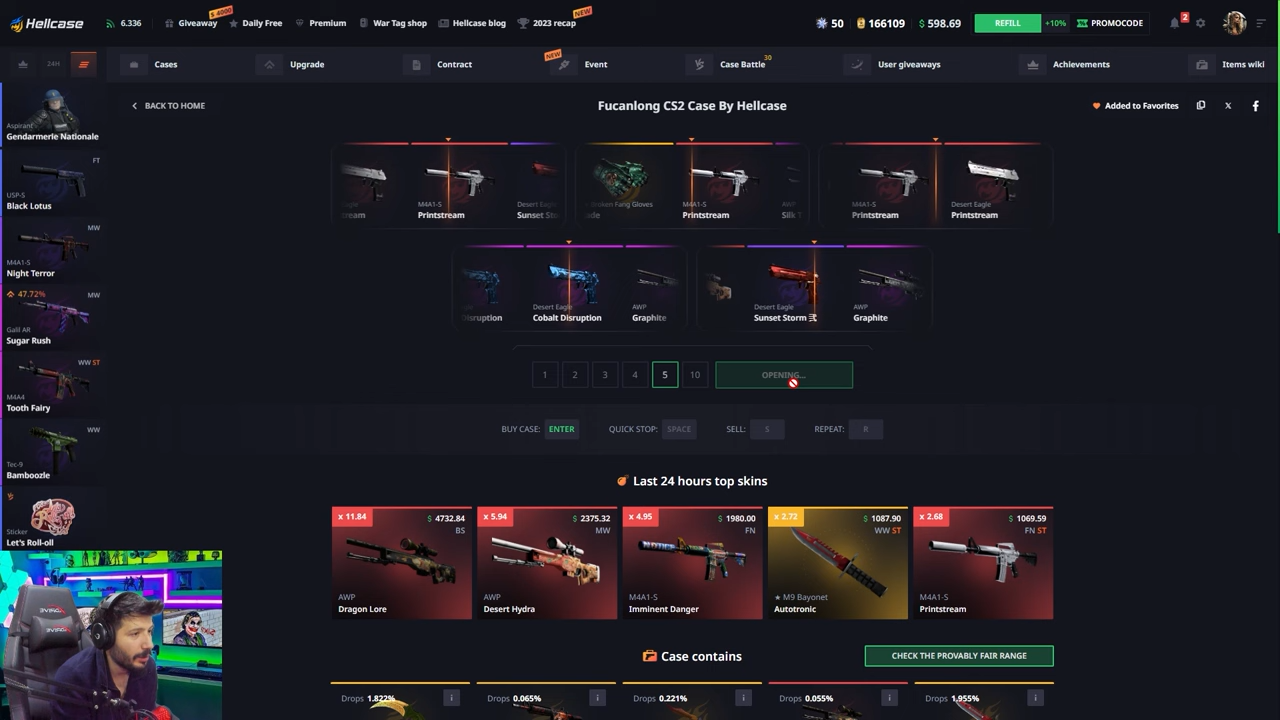 Hellcase
6.336
$ 4000
Giveaway
Daily Free
Premium
War Tag shop
Hellcase blog
2023 recap
NEW
50
166109
$ 598.69
REFILL
+10%
PROMOCODE
2
24H
Cases
Upgrade
Contract
NEW
Event
Case Battle
30
User giveaways
Achievements
Items wiki
BACK TO HOME
Fucanlong CS2 Case By Hellcase
Added to Favorites
Aspirant
Gendarmerie Nationale
FT
USP-S
Black Lotus
MW
M4A1-S
Night Terror
47.72%
MW
Galil AR
Sugar Rush
WW ST
M4A4
Tooth Fairy
WW
Tec-9
Bamboozle
Sticker
Let's Roll-oll
M4A1-S
Printstream
Desert Eagle
Sunset Sto
Broken Fang Gloves
M4A1-S
Printstream
AWP
Silk T
M4A1-S
Printstream
Desert Eagle
Printstream
Disruption
Desert Eagle
Cobalt Disruption
AWP
Graphite
Desert Eagle
Sunset Storm 弐
AWP
Graphite
1
2
3
4
5
10
OPENING...
BUY CASE:
ENTER
QUICK STOP:
SPACE
SELL:
S
REPEAT:
R
Last 24 hours top skins
x 11.84
$ 4732.84
BS
AWP
Dragon Lore
x 5.94
$ 2375.32
MW
AWP
Desert Hydra
x 4.95
$ 1980.00
FN
M4A1-S
Imminent Danger
x 2.72
$ 1087.90
WW ST
★ M9 Bayonet
Autotronic
x 2.68
$ 1069.59
FN ST
M4A1-S
Printstream
Case contains
CHECK THE PROVABLY FAIR RANGE
Drops 1.822%
Drops 0.065%
Drops 0.221%
Drops 0.055%
Drops 1.955%